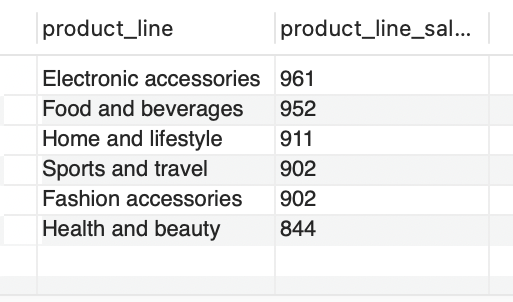 product_line product_line_sal...
Electronic accessories 961
Food and beverages 952
Home and lifestyle 911
Sports and travel 902
Fashion accessories 902
Health and beauty 844